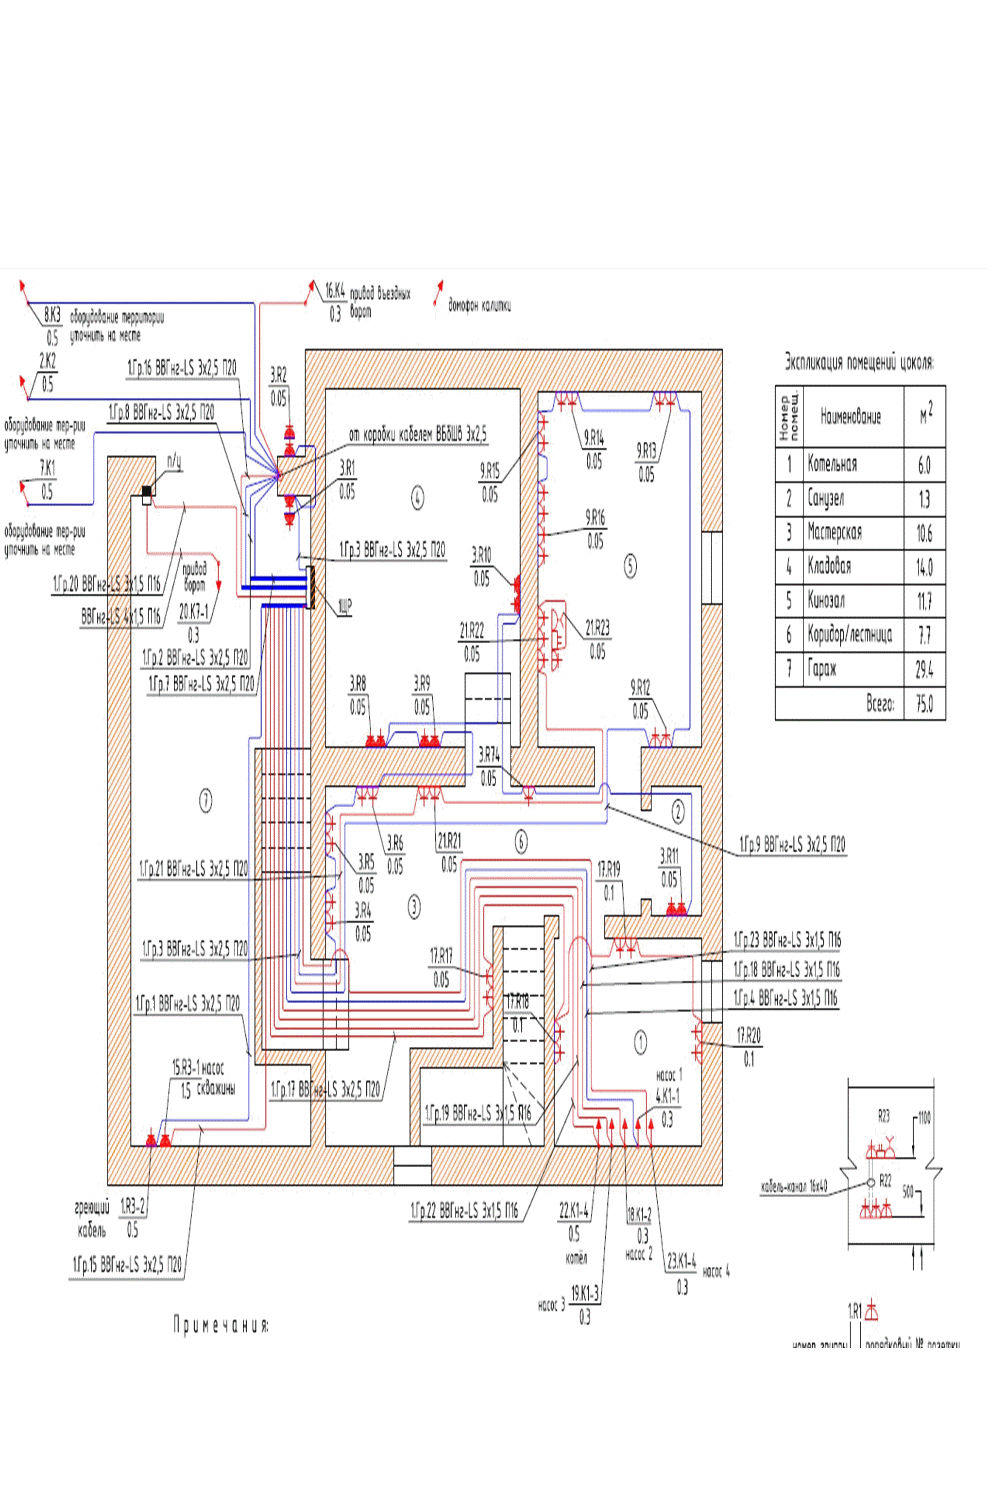 16.К4
0.3
привод въездных
ворот
домофон калитки
8.К3
0.5
оборудование территории
уточнить на месте
2.К2
0.5
1.Гр.16 ВВГнг-LS 3х2,5 П20
3.R2
0.05
1.Гр.8 ВВГнг-LS 3х2,5 П20
оборудование тер-рии
уточнить на месте
от коробки кабелем ВБбШв 3х2,5
п/ц
7.К1
0.5
3.R1
0.05
оборудование тер-рии
уточнить на месте
1.Гр.3 ВВГнг-LS 3х2,5 П20
1.Гр.20 ВВГнг-LS 3х1,5 П16
привод
ворот
ВВГнг-LS 4х1,5 П16
20.К7-1
0.3
1ЩР
1.Гр.2 ВВГнг-LS 3х2,5 П20
1.Гр.7 ВВГнг-LS 3х2,5 П20
9.R14
0.05
9.R13
0.05
9.R15
0.05
4
9.R16
0.05
3.R10
0.05
5
21.R22
0.05
21.R23
0.05
3.R8
0.05
3.R9
0.05
9.R12
0.05
3.R74
0.05
7
2
6
3.R6
0.05
21.R21
0.05
1.Гр.9 ВВГнг-LS 3х2,5 П20
3.R5
0.05
1.Гр.21 ВВГнг-LS 3х2,5 П20
17.R19
0.1
3.R11
0.05
3.R4
0.05
3
1.Гр.3 ВВГнг-LS 3х2,5 П20
1.Гр.23 ВВГнг-LS 3х1,5 П16
17.R17
0.05
1.Гр.18 ВВГнг-LS 3х1,5 П16
1.Гр.1 ВВГнг-LS 3х2,5 П20
17.R18
0.1
1.Гр.4 ВВГнг-LS 3х1,5 П16
1
17.R20
0.1
15.R3-1 насос
1.5 скважины
насос 1
4.К1-1
0.3
1.Гр.17 ВВГнг-LS 3х2,5 П20
1.Гр.19 ВВГнг-LS 3х1,5 П16
греющий
кабель
1.R3-2
0.5
1.Гр.22 ВВГнг-LS 3х1,5 П16
22.К1-4
0.5
котёл
18.К1-2
0.3
насос 2
1.Гр.15 ВВГнг-LS 3х2,5 П20
23.К1-4
0.3
насос 4
насос 3
19.К1-3
0.3
Примечания:
Экспликация помещений цоколя:
Номер помещ. Наименование м2
1 Котельная 6.0
2 Санузел 1.3
3 Мастерская 10.6
4 Кладовая 14.0
5 Кинозал 11.7
6 Коридор/лестница 7.7
7 Гараж 29.4
Всего: 75.0
R23
1100
кабель-канал 16х40
R22
500
1.R1
номер группы
порядковый № розетки